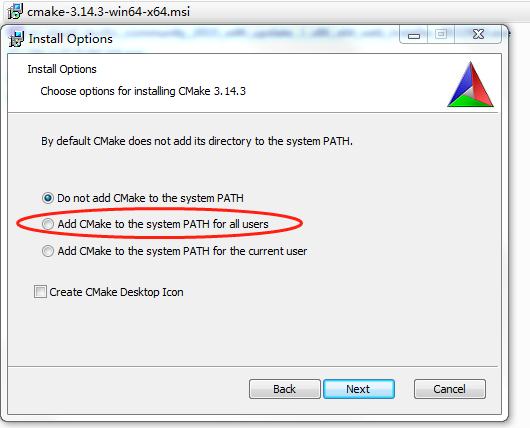 cmake-3.14.3-win64-x64.msi
Install Options
Install Options
Choose options for installing CMake 3.14.3
By default CMake does not add its directory to the system PATH.
Do not add CMake to the system PATH
Add CMake to the system PATH for all users
Add CMake to the system PATH for the current user
Create CMake Desktop Icon
Back
Next
Cancel